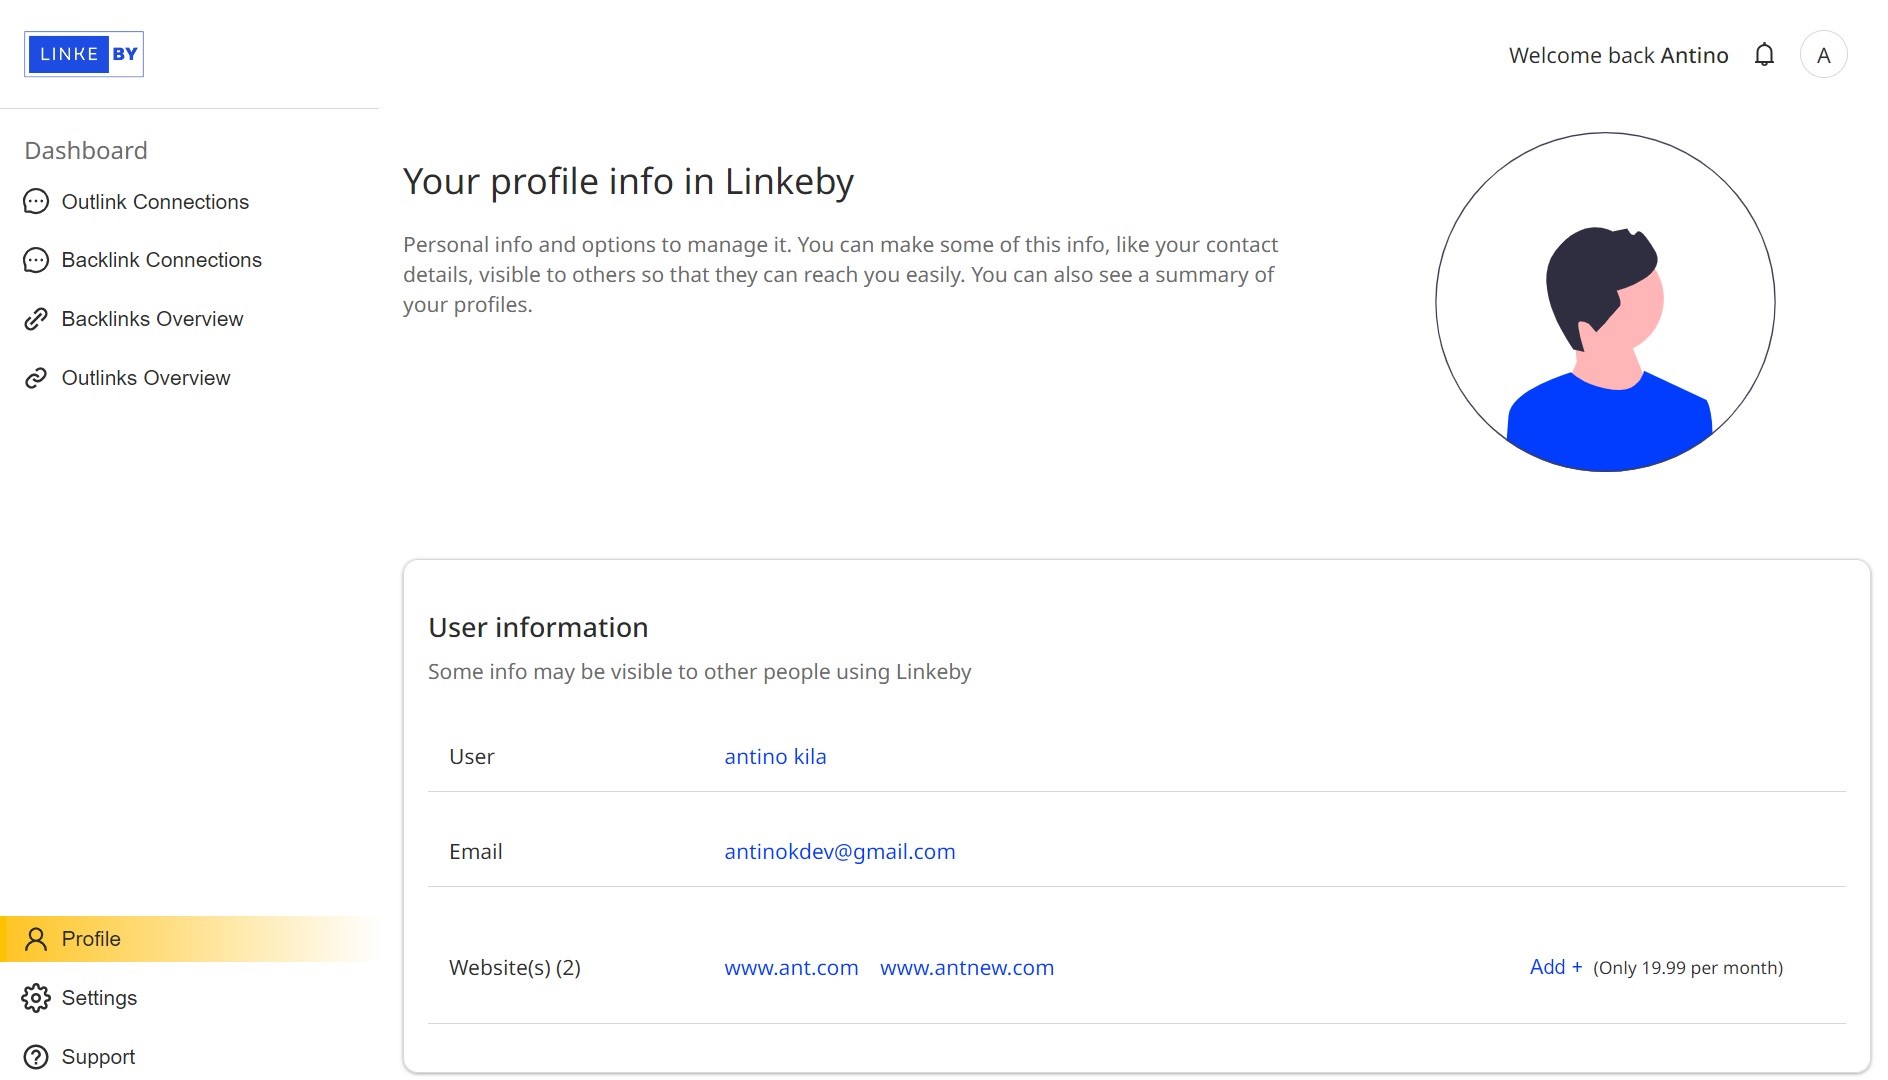 LINKE BY
Welcome back Antino
A
Dashboard
Outlink Connections
Backlink Connections
Backlinks Overview
Outlinks Overview
Your profile info in Linkeby
Personal info and options to manage it. You can make some of this info, like your contact
details, visible to others so that they can reach you easily. You can also see a summary of
your profiles.
User information
Some info may be visible to other people using Linkeby
User antino kila
Email antinokdev@gmail.com
Website(s) (2) www.ant.com www.antnew.com Add + (Only 19.99 per month)
Profile
Settings
Support